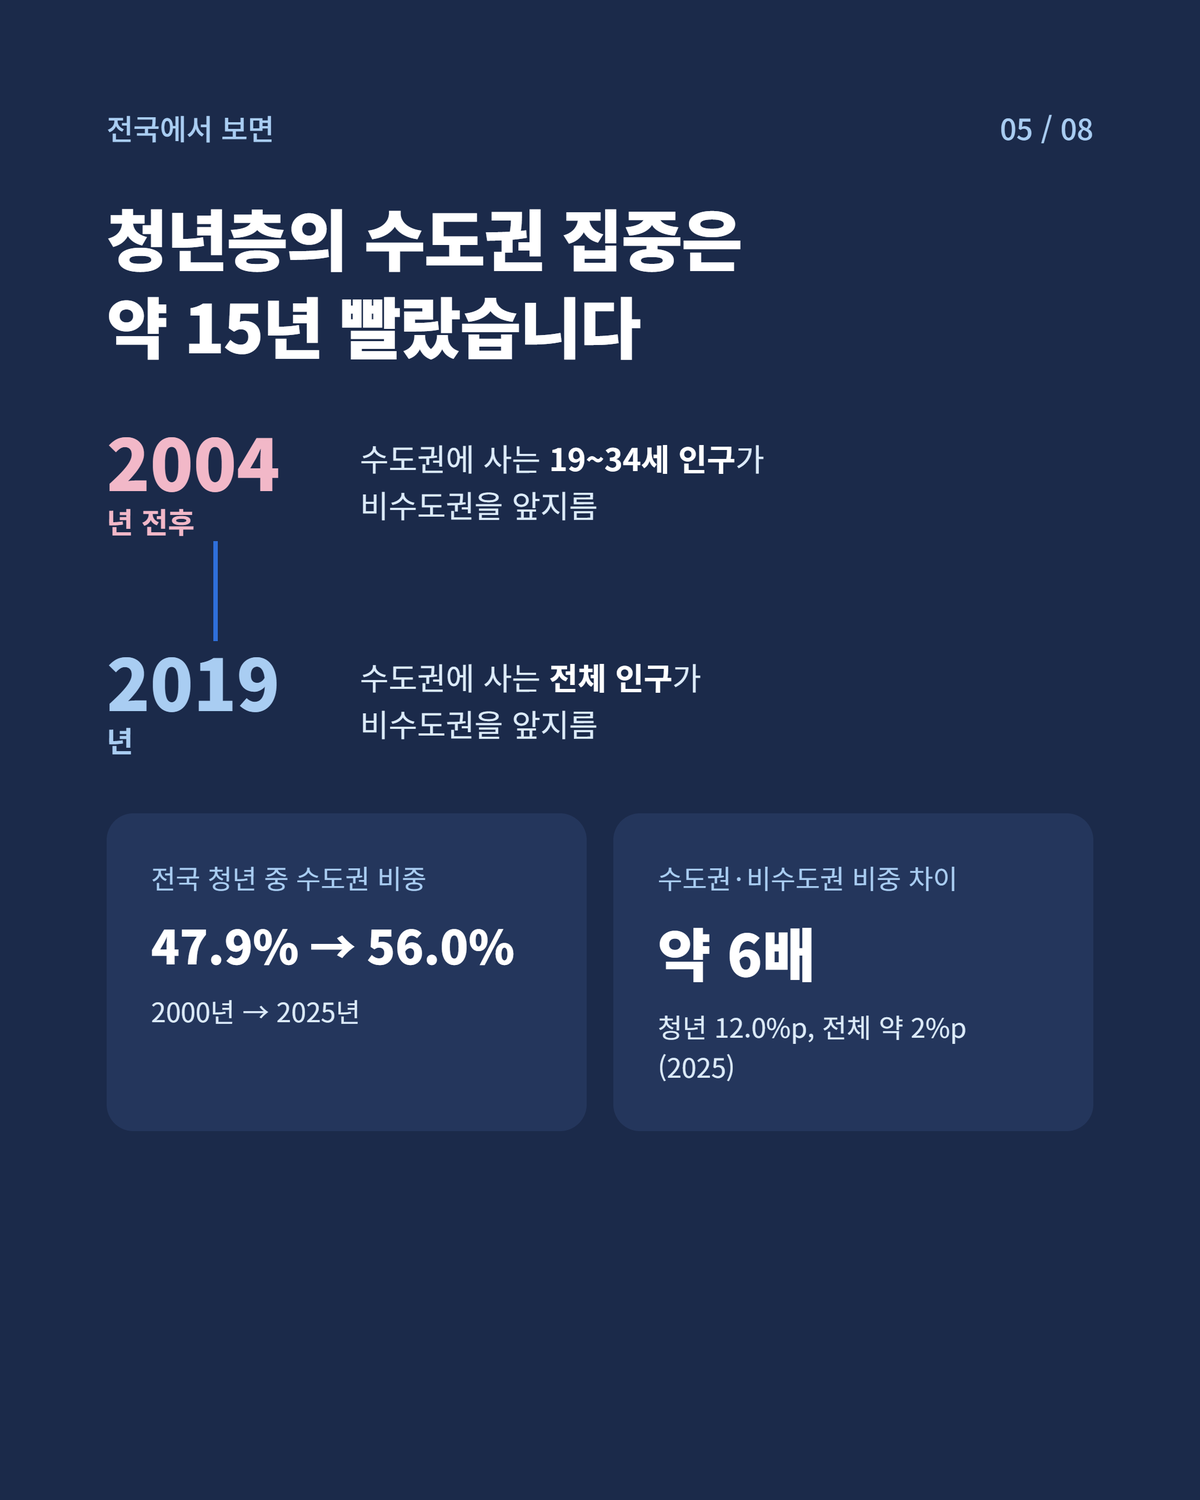 전국에서 보면
05 / 08
청년층의 수도권 집중은
약 15년 빨랐습니다
2004
년 전후
수도권에 사는 19~34세 인구가
비수도권을 앞지름
2019
년
수도권에 사는 전체 인구가
비수도권을 앞지름
전국 청년 중 수도권 비중
47.9% → 56.0%
2000년 → 2025년
수도권·비수도권 비중 차이
약 6배
청년 12.0%p, 전체 약 2%p
(2025)